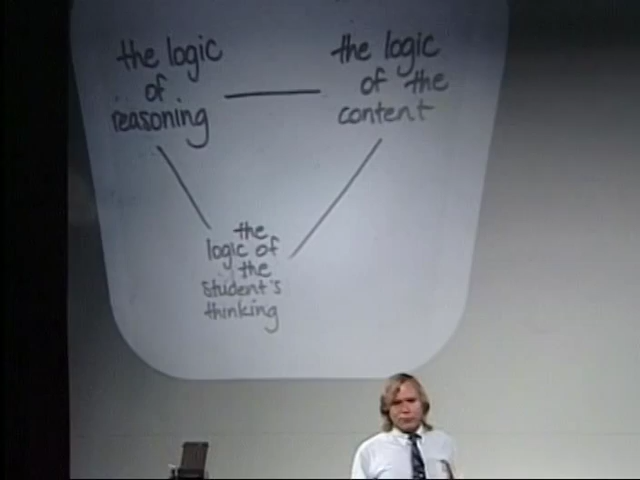 the logic
of
reasoning
the logic
of the
content
the
logic of
the
student's
thinking